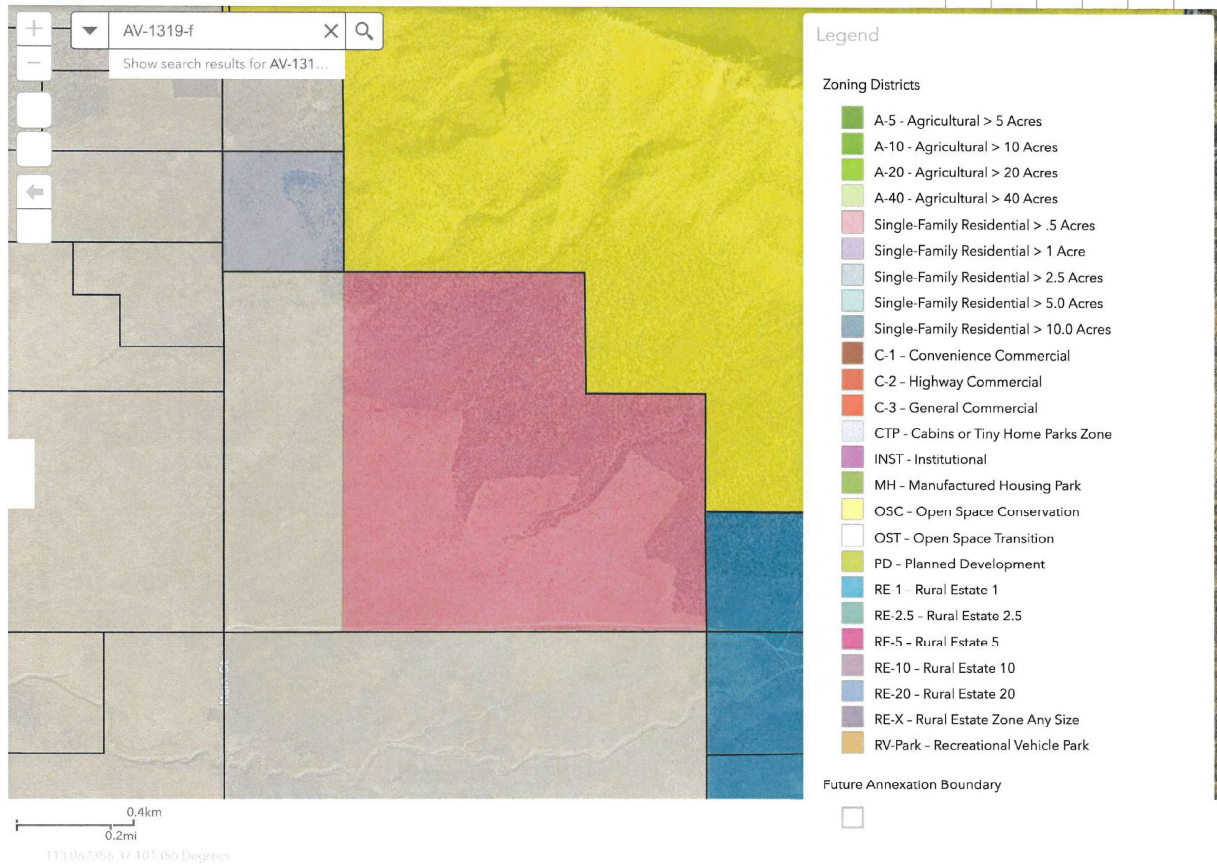 AV-1319-f
Show search results for AV-131...
Legend
Zoning Districts
A-5 - Agricultural > 5 Acres
A-10 - Agricultural > 10 Acres
A-20 - Agricultural > 20 Acres
A-40 - Agricultural > 40 Acres
Single-Family Residential > .5 Acres
Single-Family Residential > 1 Acre
Single-Family Residential > 2.5 Acres
Single-Family Residential > 5.0 Acres
Single-Family Residential > 10.0 Acres
C-1 – Convenience Commercial
C-2 – Highway Commercial
C-3 – General Commercial
CTP - Cabins or Tiny Home Parks Zone
INST - Institutional
MH – Manufactured Housing Park
OSC – Open Space Conservation
OST – Open Space Transition
PD – Planned Development
RE-1 – Rural Estate 1
RE-2.5 – Rural Estate 2.5
RE-5 – Rural Estate 5
RE-10 – Rural Estate 10
RE-20 – Rural Estate 20
RE-X – Rural Estate Zone Any Size
RV-Park – Recreational Vehicle Park
Future Annexation Boundary
0.4km
0.2mi
113.067356 37.101355 Degrees